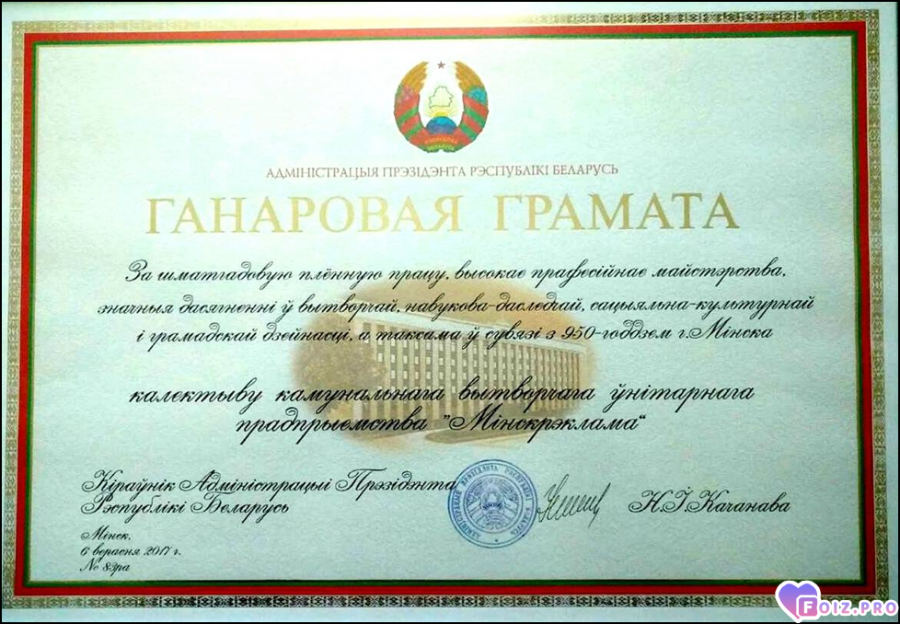 АДМІНІСТРАЦЫЯ ПРЭЗІДЭНТА РЭСПУБЛІКІ БЕЛАРУСЬ
ГАНАРОВАЯ ГРАМАТА
За шматгадовую плённую працу, высокае прафесійнае майстэрства,
значныя дасягненні ў вытворчай, навукова-даследчай, сацыяльна-культурнай
і грамадскай дзейнасці, а таксама ў сувязі з 950-годдзем г.Мінска
калектыву камунальнага вытворчага ўнітарнага
прадпрыемства "Мінскрэклама"
Кіраўнік Адміністрацыі Прэзідэнта
Рэспублікі Беларусь
Н.І.Качанава
Мінск,
6 верасня 2017 г.
№ 83ра
FOIZ.PRO